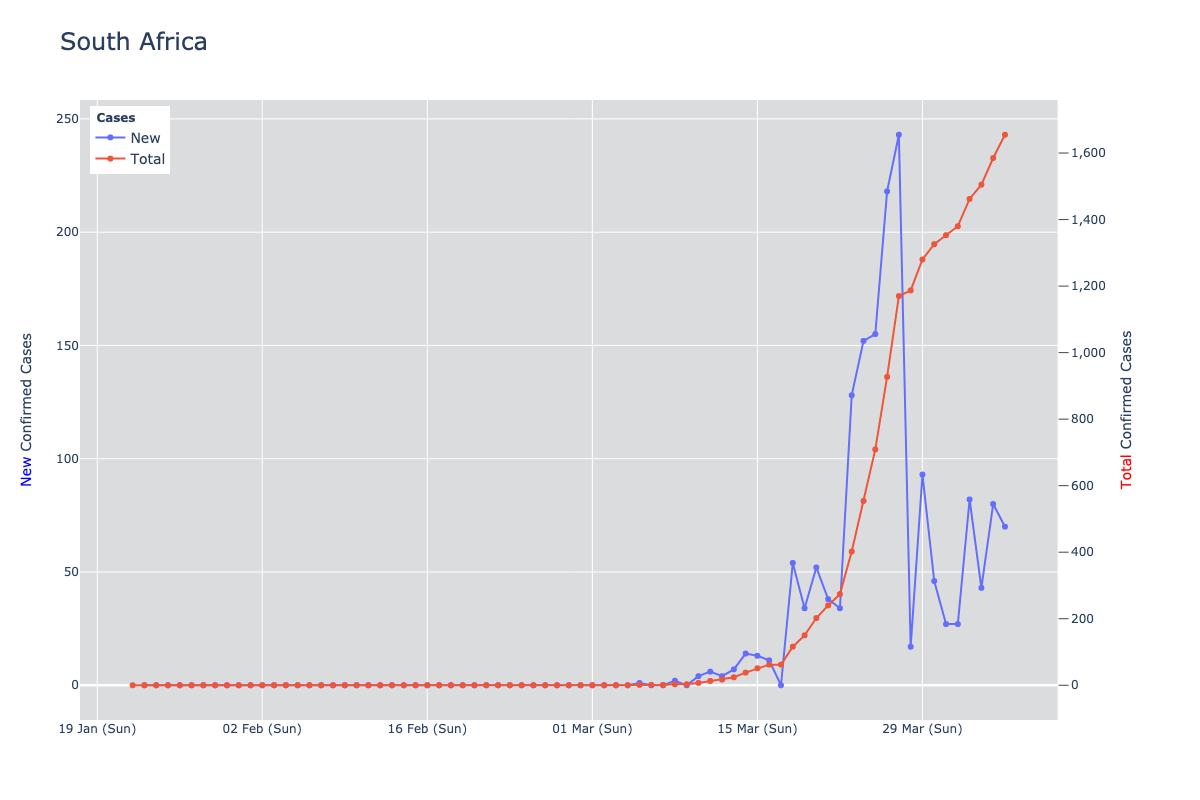 South Africa
Cases
New
Total
250
200
150
100
50
0
New Confirmed Cases
1,600
1,400
1,200
1,000
800
600
400
200
0
Total Confirmed Cases
19 Jan (Sun)
02 Feb (Sun)
16 Feb (Sun)
01 Mar (Sun)
15 Mar (Sun)
29 Mar (Sun)